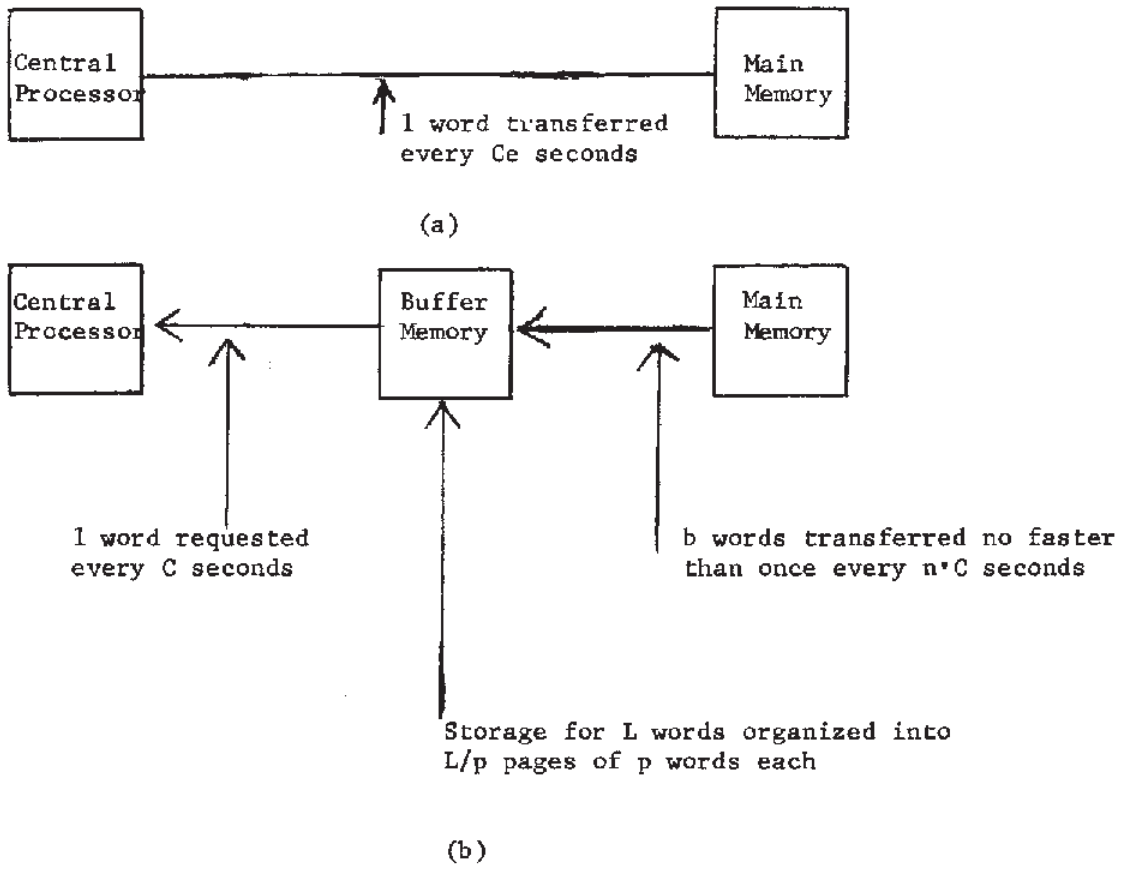 Central
Processor
Main
Memory
1 word transferred
every Ce seconds
(a)
Central
Processor
Buffer
Memory
Main
Memory
1 word requested
every C seconds
b words transferred no faster
than once every n•C seconds
Storage for L words organized into
L/p pages of p words each
(b)